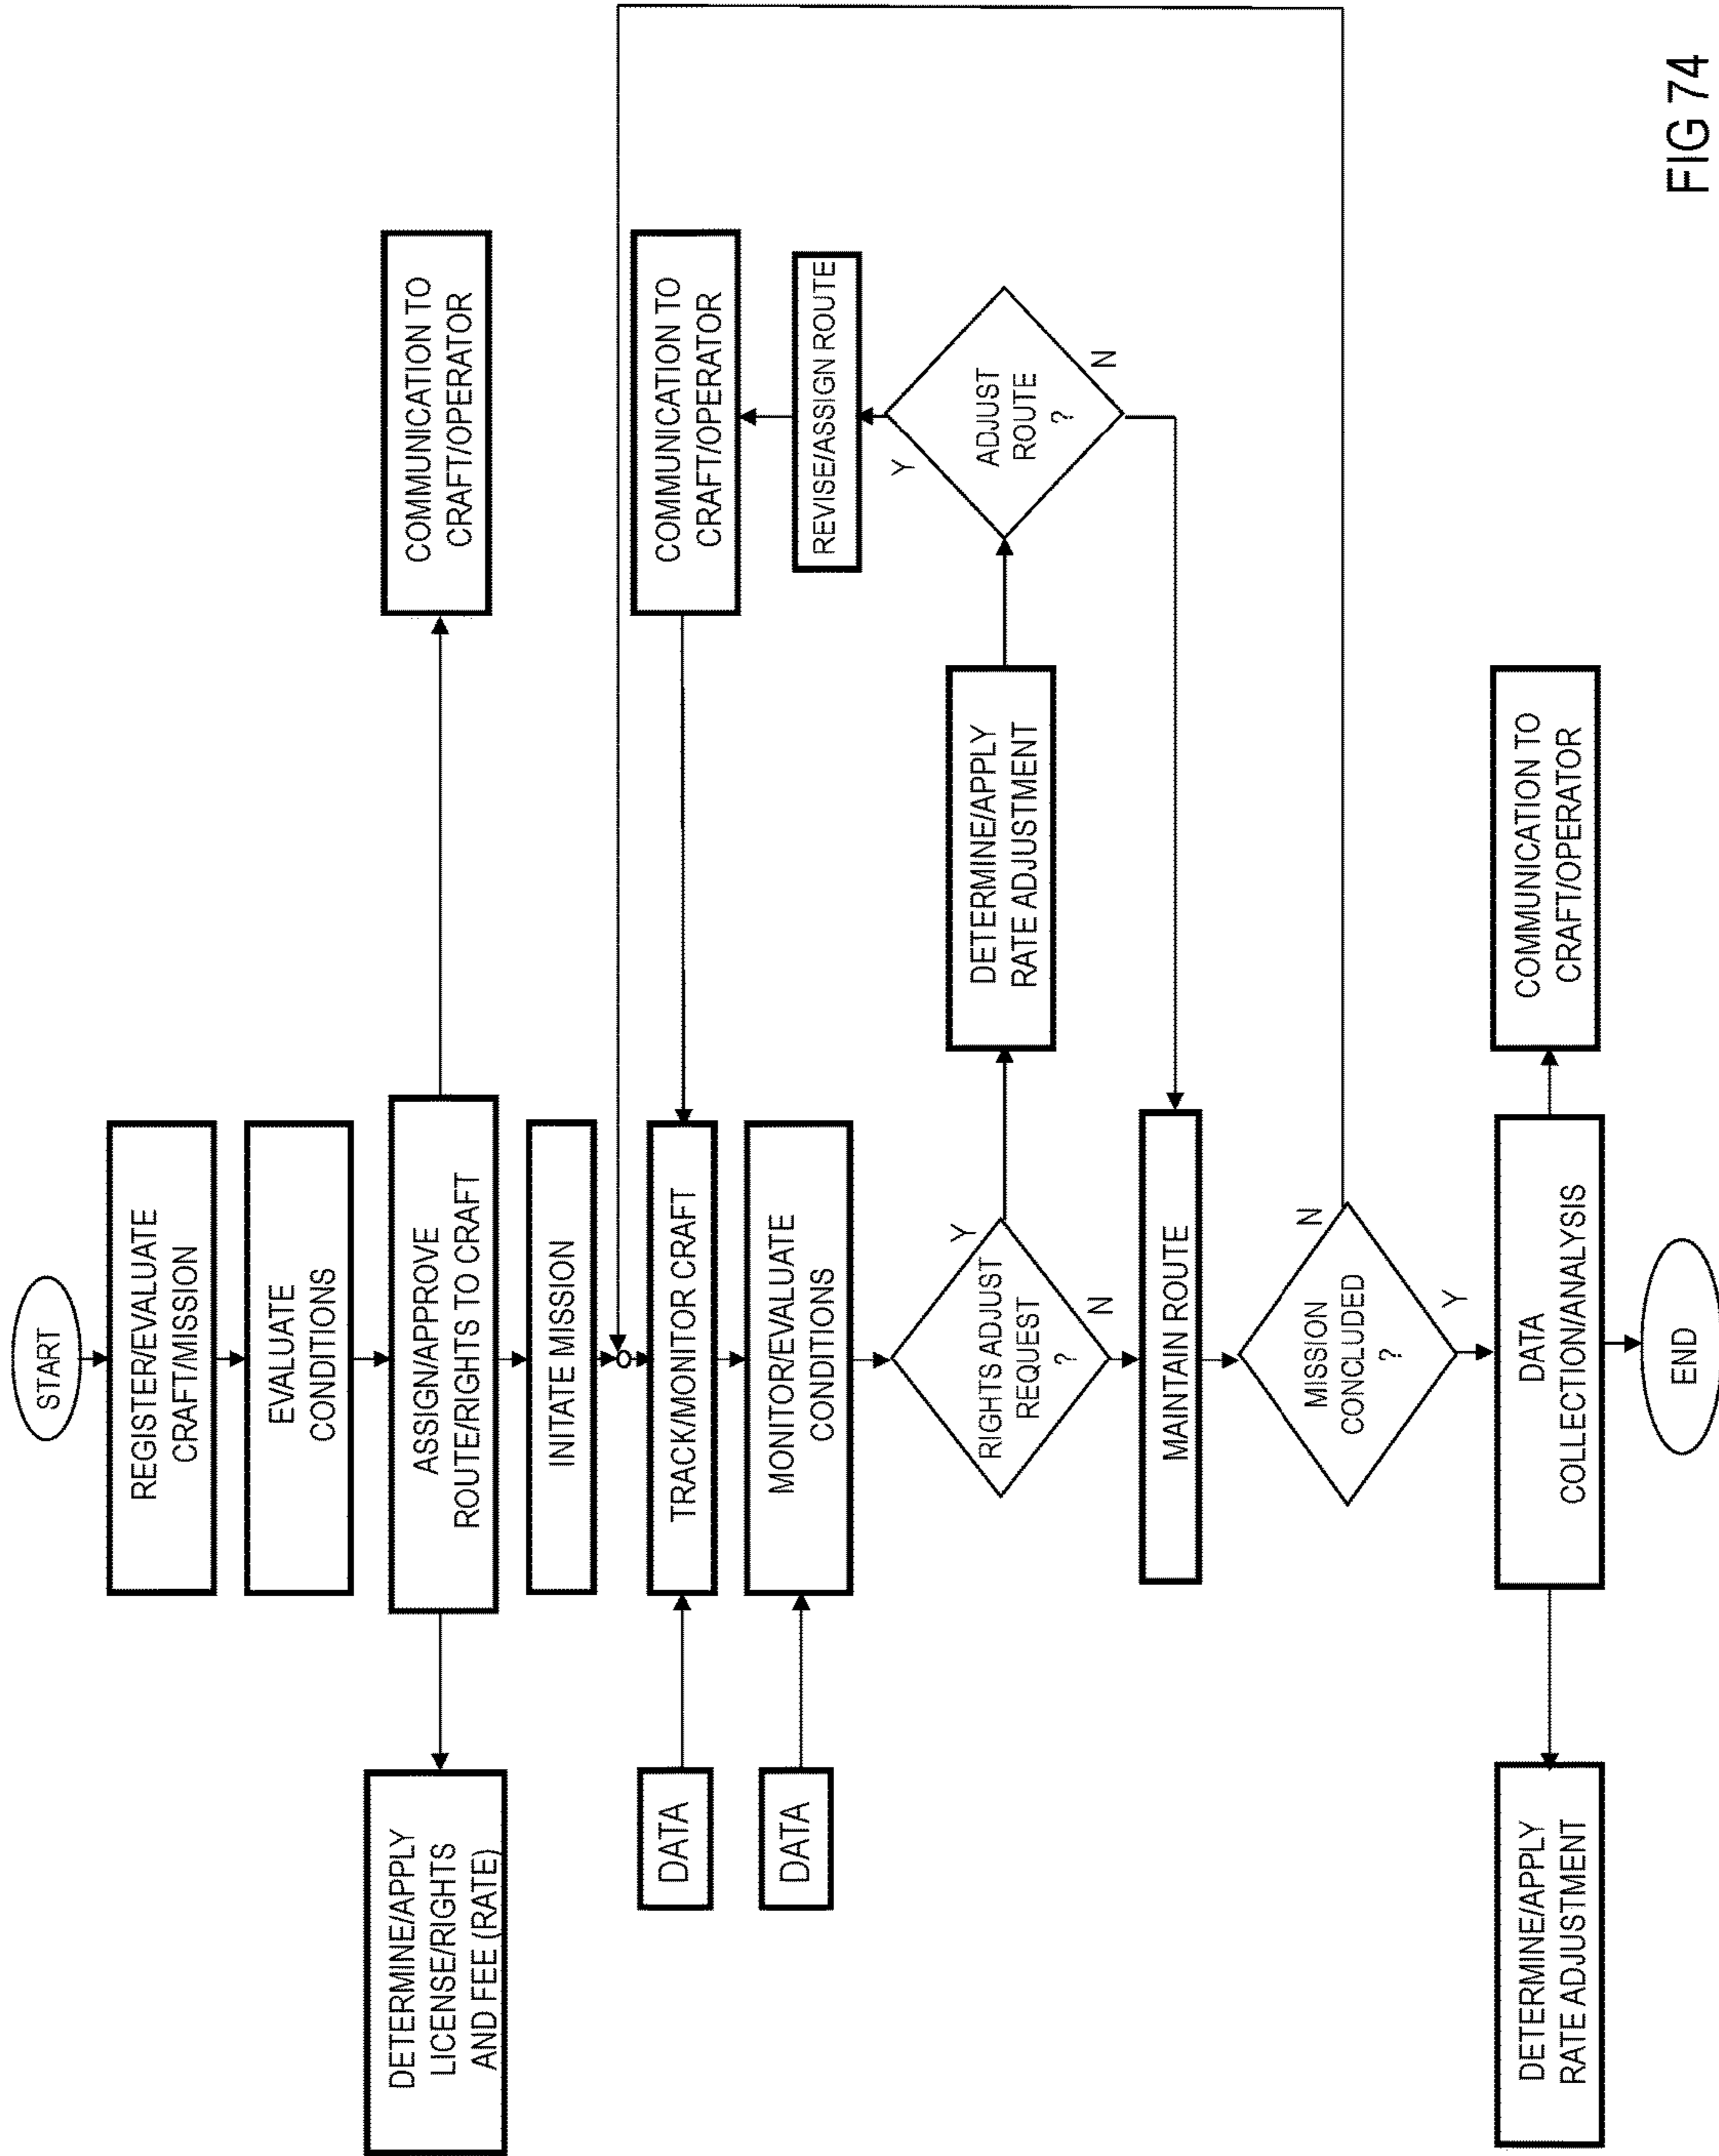 START
REGISTER/EVALUATE
CRAFT/MISSION
EVALUATE
CONDITIONS
DETERMINE/APPLY
LICENSE/RIGHTS
AND FEE (RATE)
ASSIGN/APPROVE
ROUTE/RIGHTS TO CRAFT
COMMUNICATION TO
CRAFT/OPERATOR
INITATE MISSION
DATA
TRACK/MONITOR CRAFT
COMMUNICATION TO
CRAFT/OPERATOR
DATA
MONITOR/EVALUATE
CONDITIONS
REVISE/ASSIGN ROUTE
RIGHTS ADJUST
REQUEST
?
Y
N
DETERMINE/APPLY
RATE ADJUSTMENT
Y
ADJUST
ROUTE
?
N
MAINTAIN ROUTE
MISSION
CONCLUDED
?
N
Y
DETERMINE/APPLY
RATE ADJUSTMENT
DATA
COLLECTION/ANALYSIS
COMMUNICATION TO
CRAFT/OPERATOR
END
FIG 74